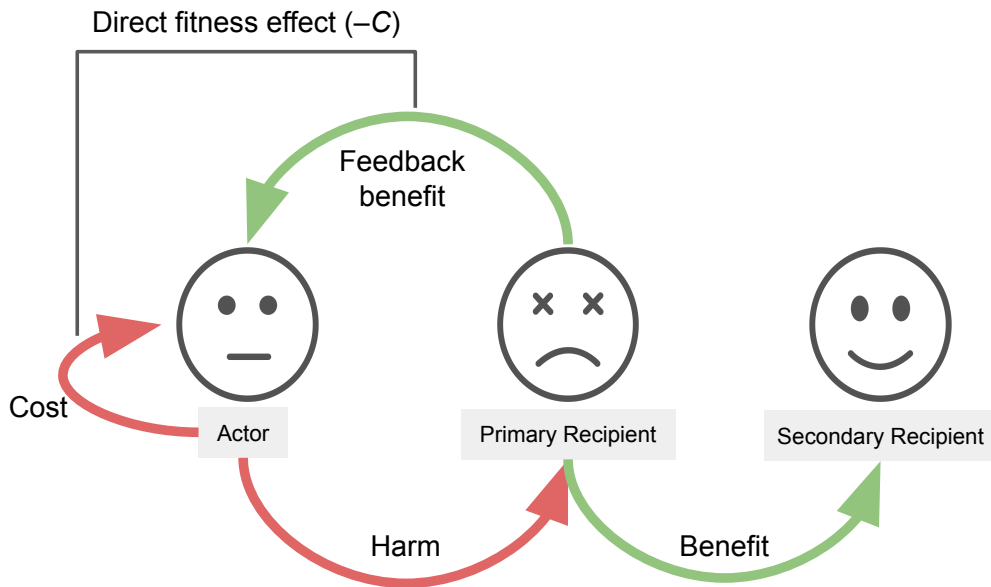 Direct fitness effect (–C)
Feedback
benefit
Cost
Actor
Primary Recipient
Secondary Recipient
Harm
Benefit